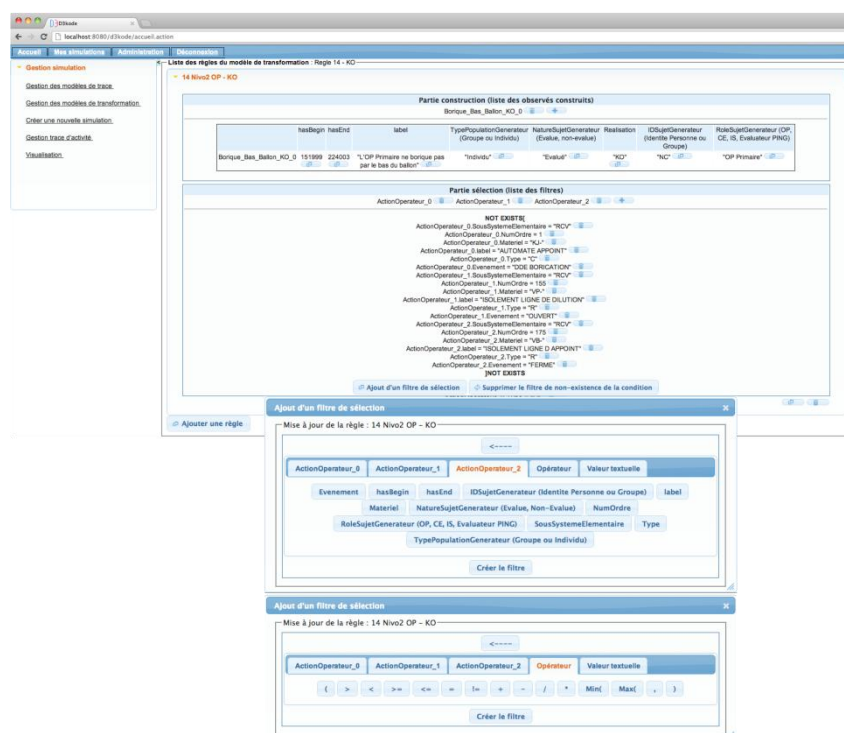 D3kode
localhost:8080/d3kode/accueil.action
Accueil Mes simulations Administration Déconnexion
Gestion simulation
Gestion des modèles de trace
Gestion des modèles de transformation
Créer une nouvelle simulation
Gestion trace d'activité
Visualisation
Liste des règles du modèle de transformation : Regle 14 - KO
14 Nivo2 OP - KO
Partie construction (liste des observés construits)
Borique_Bas_Ballon_KO_0
hasBegin hasEnd label TypePopulationGenerateur (Groupe ou Individu) NatureSujetGenerateur (Evalue, non-evalue) Realisation IDSujetGenerateur (Identite Personne ou Groupe) RoleSujetGenerateur (OP, CE, IS, Evaluateur PING)
Borique_Bas_Ballon_KO_0 151999 224003 "L'OP Primaire ne borique pas par le bas du ballon" "Individu" "Evalué" "KO" "NC" "OP Primaire"
Partie sélection (liste des filtres)
ActionOperateur_0 ActionOperateur_1 ActionOperateur_2
NOT EXISTS[
ActionOperateur_0.SousSystemeElementaire = "RCV"
ActionOperateur_0.NumOrdre = 1
ActionOperateur_0.Materiel = "KJ-"
ActionOperateur_0.label = "AUTOMATE APPOINT"
ActionOperateur_0.Type = "C"
ActionOperateur_0.Evenement = "DDE BORICATION"
ActionOperateur_1.SousSystemeElementaire = "RCV"
ActionOperateur_1.NumOrdre = 155
ActionOperateur_1.Materiel = "VP-"
ActionOperateur_1.label = "ISOLEMENT LIGNE DE DILUTION"
ActionOperateur_1.Type = "R"
ActionOperateur_1.Evenement = "OUVERT"
ActionOperateur_2.SousSystemeElementaire = "RCV"
ActionOperateur_2.NumOrdre = 175
ActionOperateur_2.Materiel = "VB-"
ActionOperateur_2.label = "ISOLEMENT LIGNE D APPOINT"
ActionOperateur_2.Type = "R"
ActionOperateur_2.Evenement = "FERME"
]NOT EXISTS
Ajout d'un filtre de sélection Supprimer le filtre de non-existence de la condition
Ajouter une règle
Ajout d'un filtre de sélection
Mise à jour de la règle : 14 Nivo2 OP - KO
<----
ActionOperateur_0 ActionOperateur_1 ActionOperateur_2 Opérateur Valeur textuelle
Evenement hasBegin hasEnd IDSujetGenerateur (Identite Personne ou Groupe) label
Materiel NatureSujetGenerateur (Evalue, Non-Evalue) NumOrdre
RoleSujetGenerateur (OP, CE, IS, Evaluateur PING) SousSystemeElementaire Type
TypePopulationGenerateur (Groupe ou Individu)
Créer le filtre
Ajout d'un filtre de sélection
Mise à jour de la règle : 14 Nivo2 OP - KO
<----
ActionOperateur_0 ActionOperateur_1 ActionOperateur_2 Opérateur Valeur textuelle
( > < >= <= = != + - / * Min( Max( , )
Créer le filtre